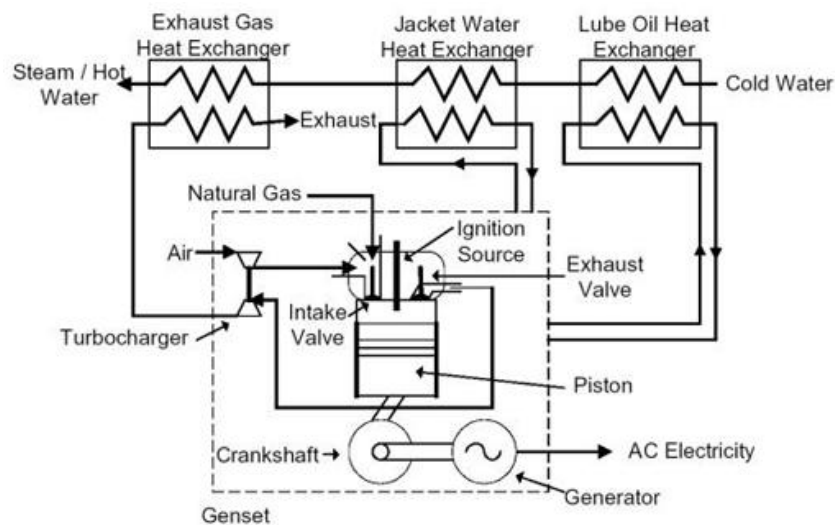 Exhaust Gas
Heat Exchanger
Jacket Water
Heat Exchanger
Lube Oil Heat
Exchanger
Steam / Hot
Water
Cold Water
Exhaust
Natural Gas
Ignition
Source
Air
Exhaust
Valve
Intake
Valve
Turbocharger
Piston
Crankshaft
AC Electricity
Generator
Genset